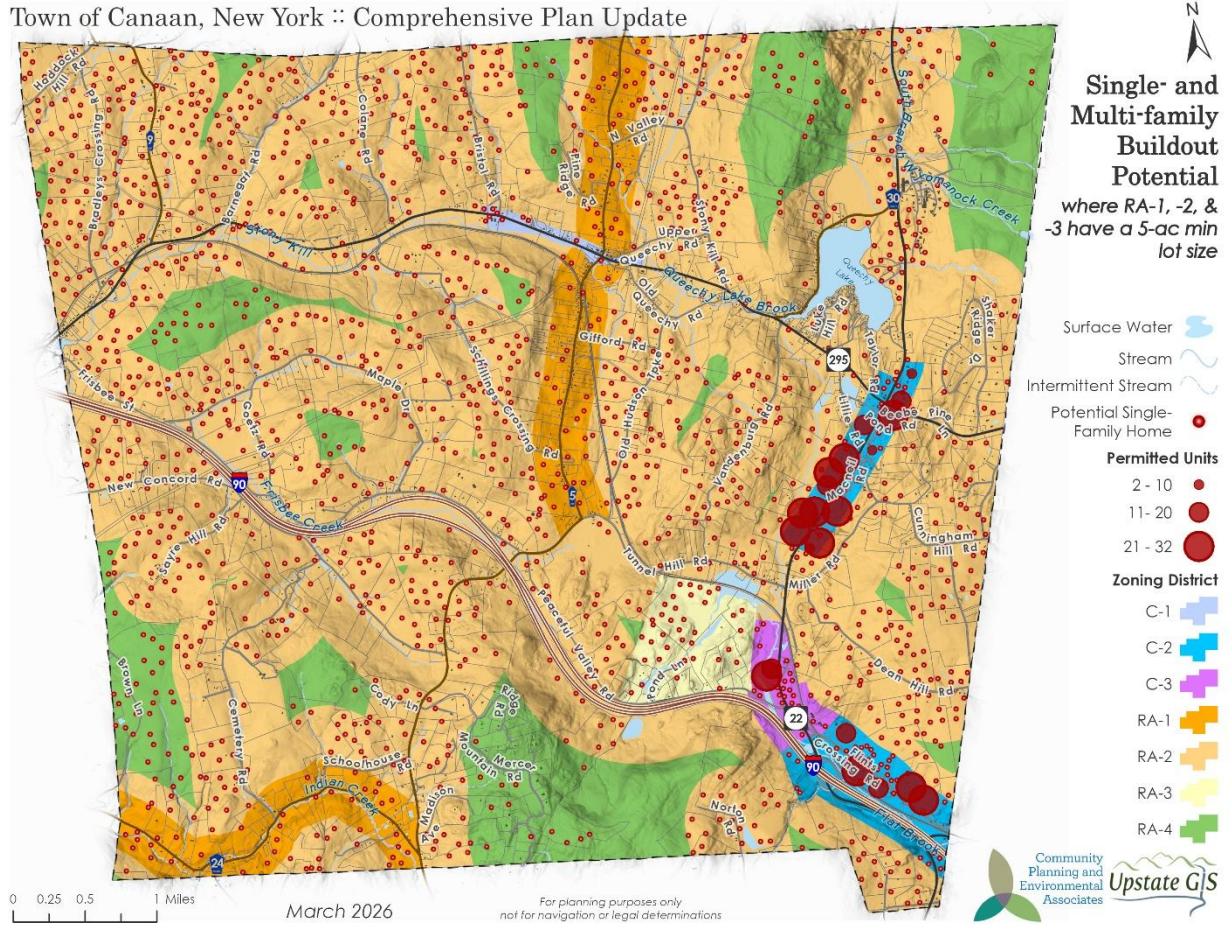 Town of Canaan, New York :: Comprehensive Plan Update
N
Single- and
Multi-family
Buildout
Potential
where RA-1, -2, &
-3 have a 5-ac min
lot size
Surface Water
Stream
Intermittent Stream
Potential Single-
Family Home
Permitted Units
2 - 10
11- 20
21 - 32
Zoning District
C-1
C-2
C-3
RA-1
RA-2
RA-3
RA-4
Community
Planning and
Environmental
Associates
Upstate GIS
Haddock
Hill Rd
Bradleys Crossing Rd
9
Barnegat Rd
Colane Rd
Bristol Rd
Pine
Ridge Rd
N Valley
Rd
Stony Kill Rd
South Branch Wyomanock Creek
30
Stony Kill
Upper
Queechy Rd
Old
Queechy Rd
Queechy Lake Brook
Queechy
Lake
Luke
Hill Rd
Taylor Rd
Shaker
Ridge
Gifford Rd
295
Frisbee St
Maple
Dr
Goetz Rd
Schillings Crossing
Rd
Old Hudson Tpke
Vandenburg Rd
Lillie Rd
Beebe
Pond
Rd
Pine
Ln
Mcneill
Rd
New Concord Rd
90
Frisbee Creek
Sayre Hill Rd
5
Cunningham
Hill Rd
Tunnel Hill Rd
Miller Rd
Peaceful Valley Rd
Pond Ln
Dean Hill Rd
Brown Ln
Cemetery Rd
Cody Ln
Ridge
Rd
Mercer
Rd
Mountain
22
90
Flints
Crossing Rd
Schoolhouse
Rd
Indian Creek
Madison
Ave
Norton
Rd
Flat Brook
24
0 0.25 0.5 1 Miles
March 2026
For planning purposes only
not for navigation or legal determinations